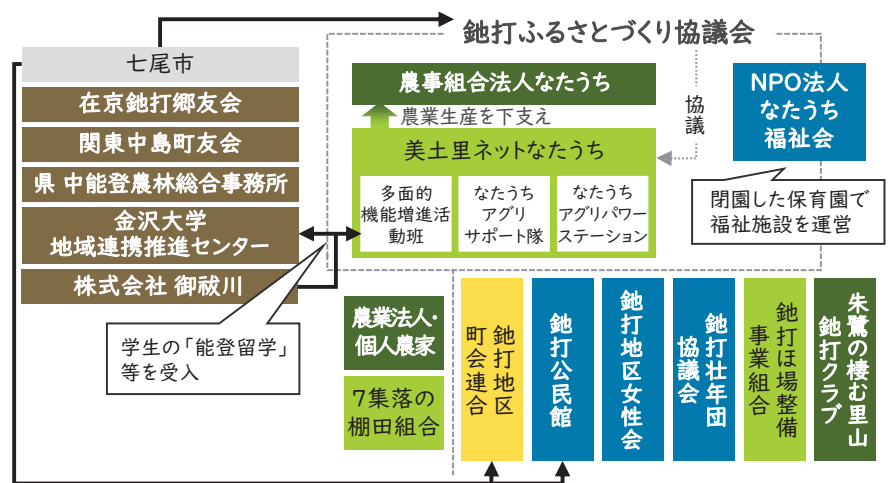 釶打ふるさとづくり協議会
七尾市
在京釶打郷友会
関東中島町友会
県 中能登農林総合事務所
金沢大学
地域連携推進センター
株式会社 御祓川
学生の「能登留学」
等を受入
農事組合法人なたうち
農業生産を下支え
美土里ネットなたうち
多面的
機能増進活
動班
なたうち
アグリ
サポート隊
なたうち
アグリパワー
ステーション
協議
NPO法人
なたうち
福祉会
閉園した保育園で
福祉施設を運営
農業法人・
個人農家
7集落の
棚田組合
釶打地区
町会連合
釶打公民館
釶打地区女性会
釶打壮年団
協議会
釶打ほ場整備
事業組合
朱鷺の棲む里山
釶打クラブ